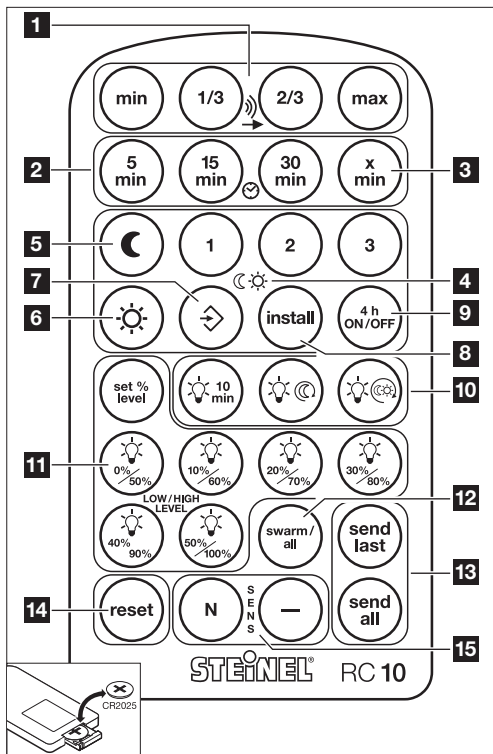 1
min 1/3 2/3 max
2
5 min
15 min
30 min
x min
3
5
1 2 3
4
7
6
install
4 h ON/OFF
9
8
set % level
10 min
10
11
0%/50%
10%/60%
20%/70%
30%/80%
LOW/HIGH
LEVEL
12
40%/90%
50%/100%
swarm/
all
send
last
13
14
reset
N
SENS
—
send
all
15
STEINEL® RC 10
CR2025